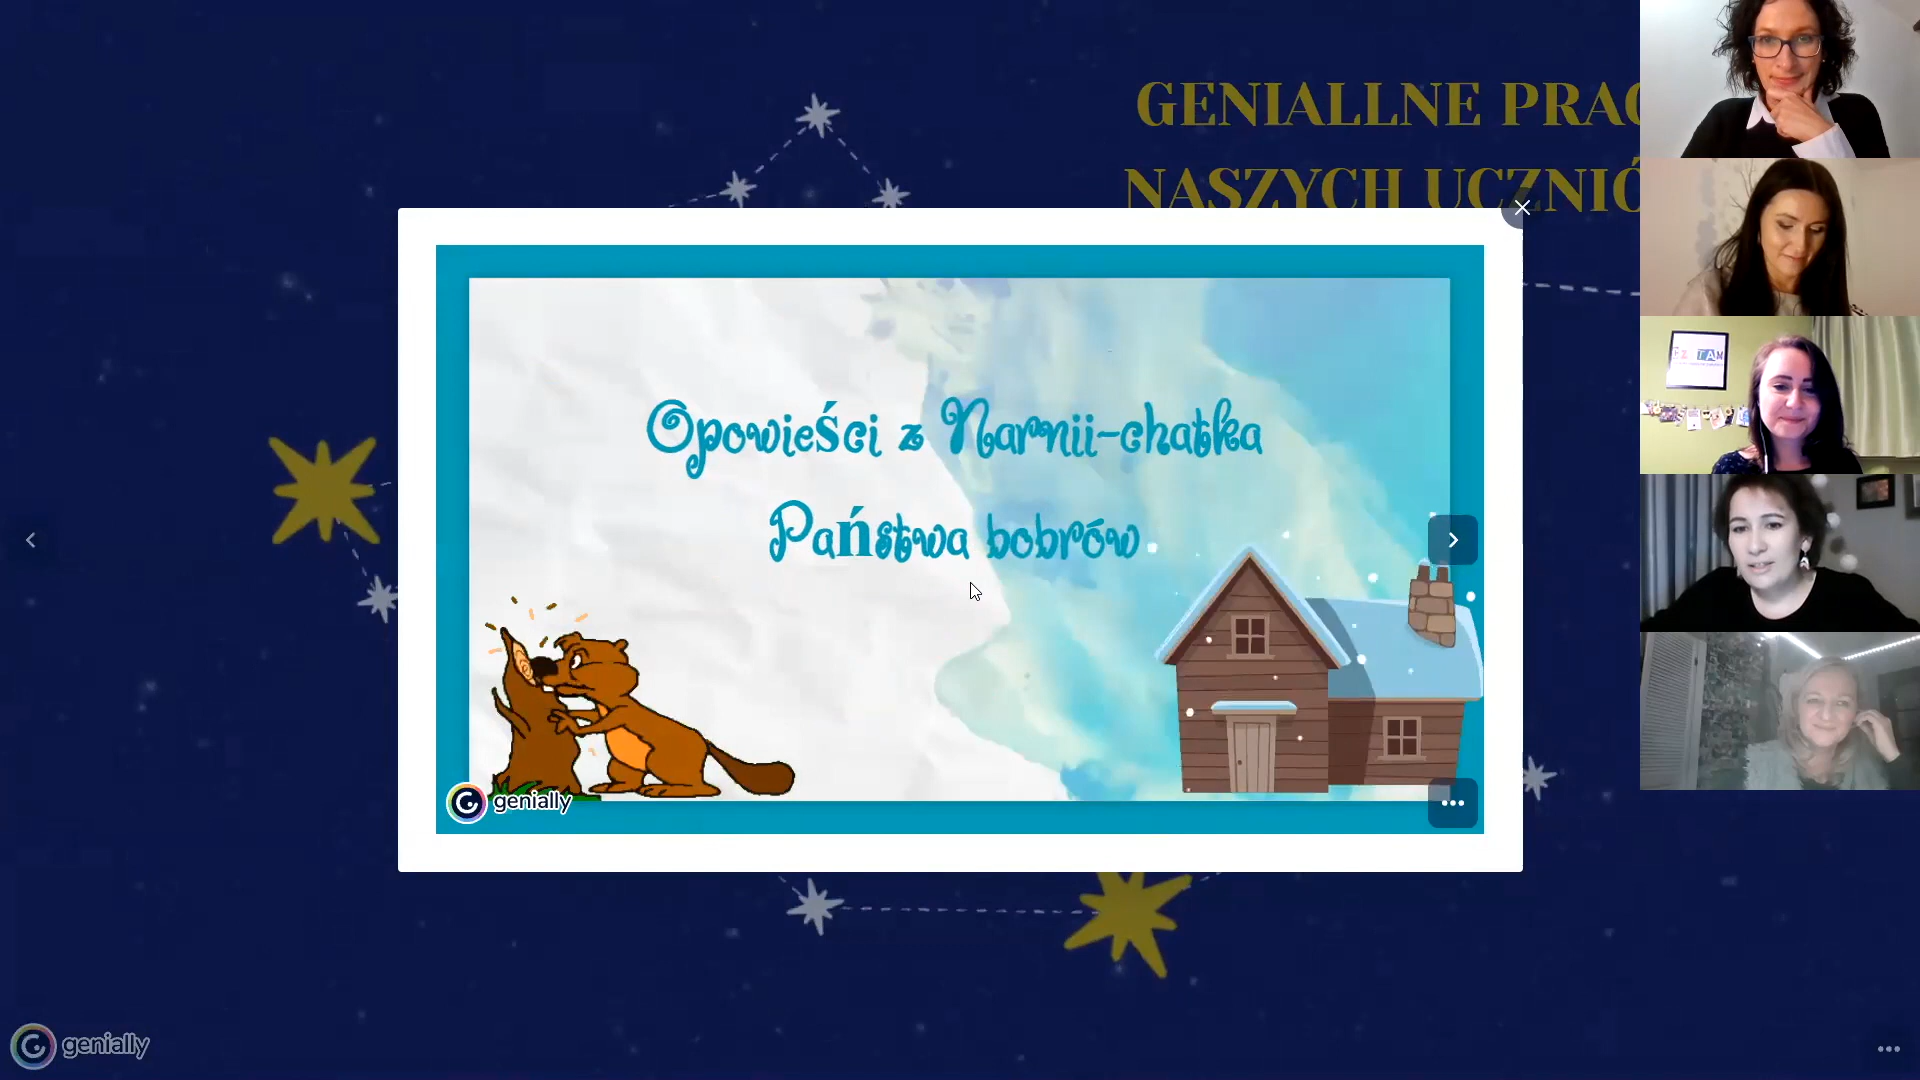 GENIALLNE PRAC
NASZYCH UCZNIÓ
Opowieści z Narnii-chatka
Państwa bobrów
genially
genially